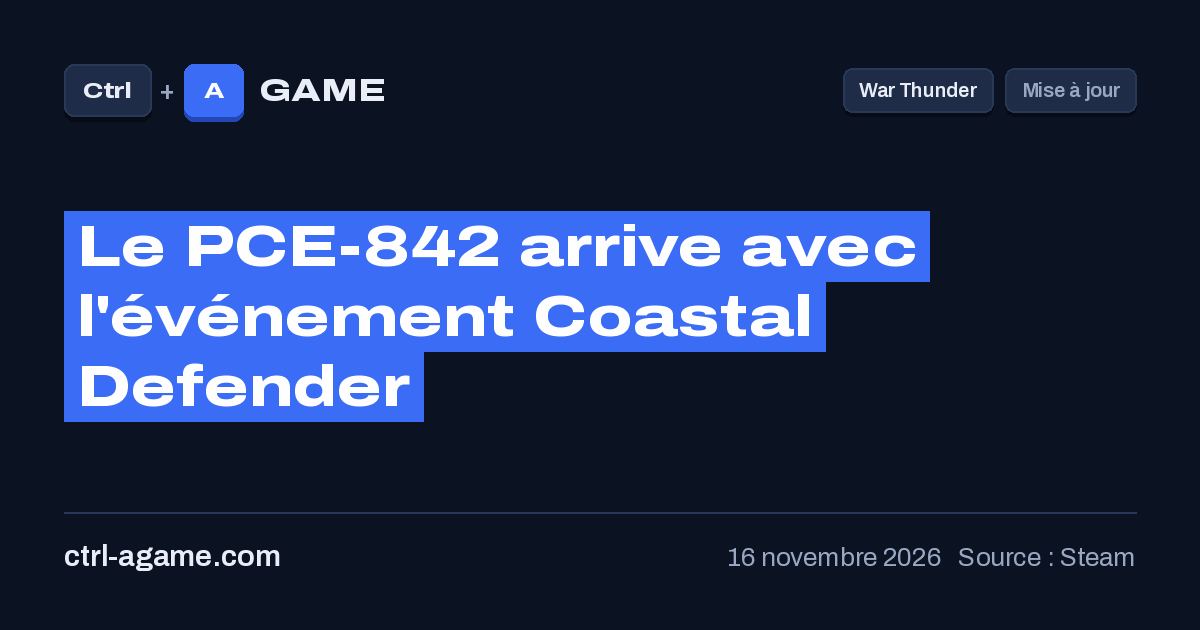 Ctrl + A GAME
War Thunder
Mise à jour
Le PCE-842 arrive avec
l'événement Coastal
Defender
ctrl-agame.com
16 novembre 2026 Source : Steam